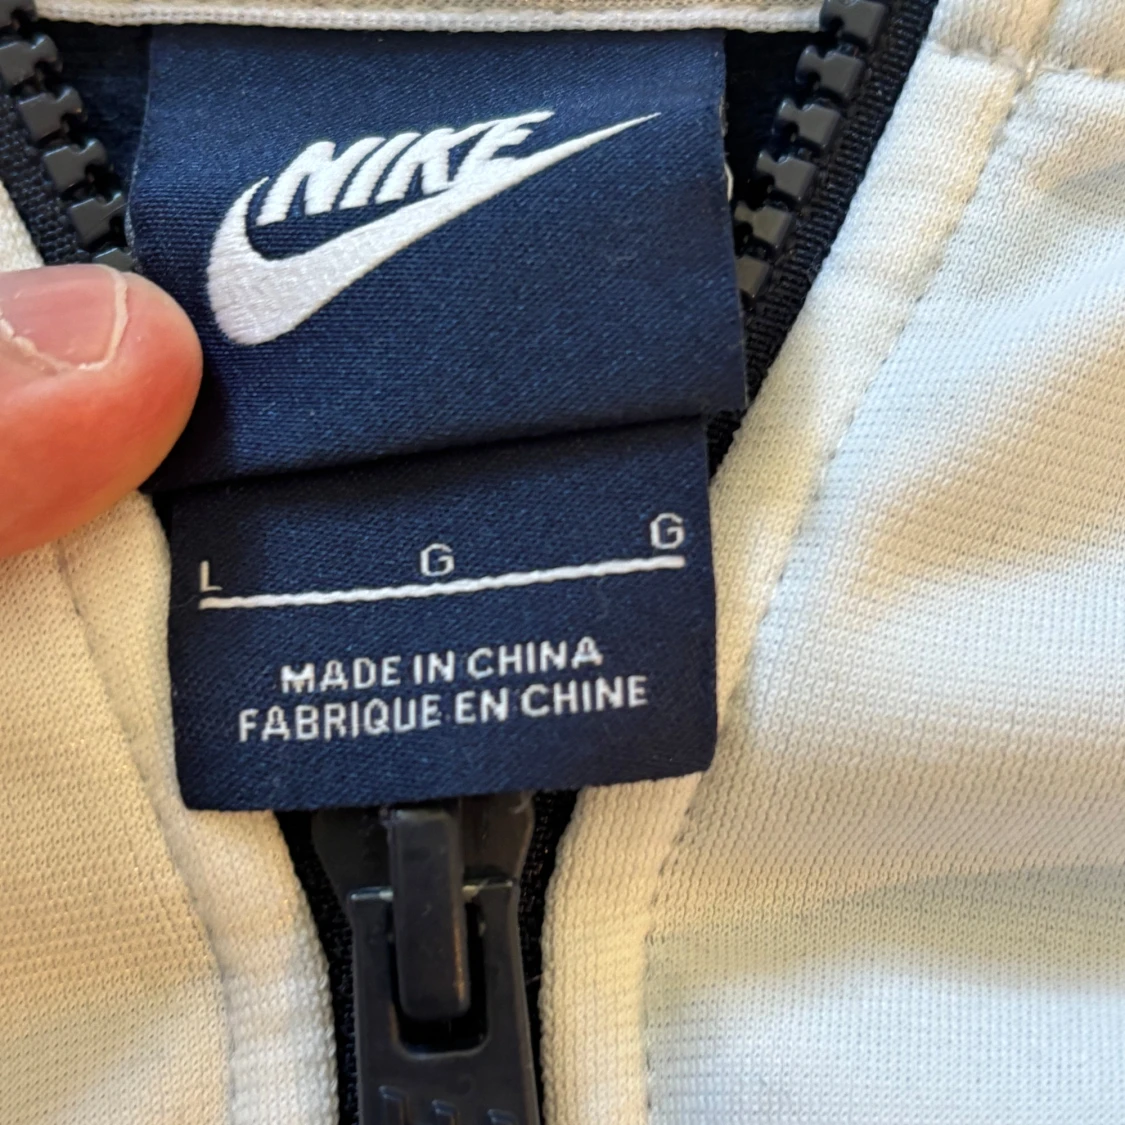 NIKE
L G G
MADE IN CHINA
FABRIQUE EN CHINE